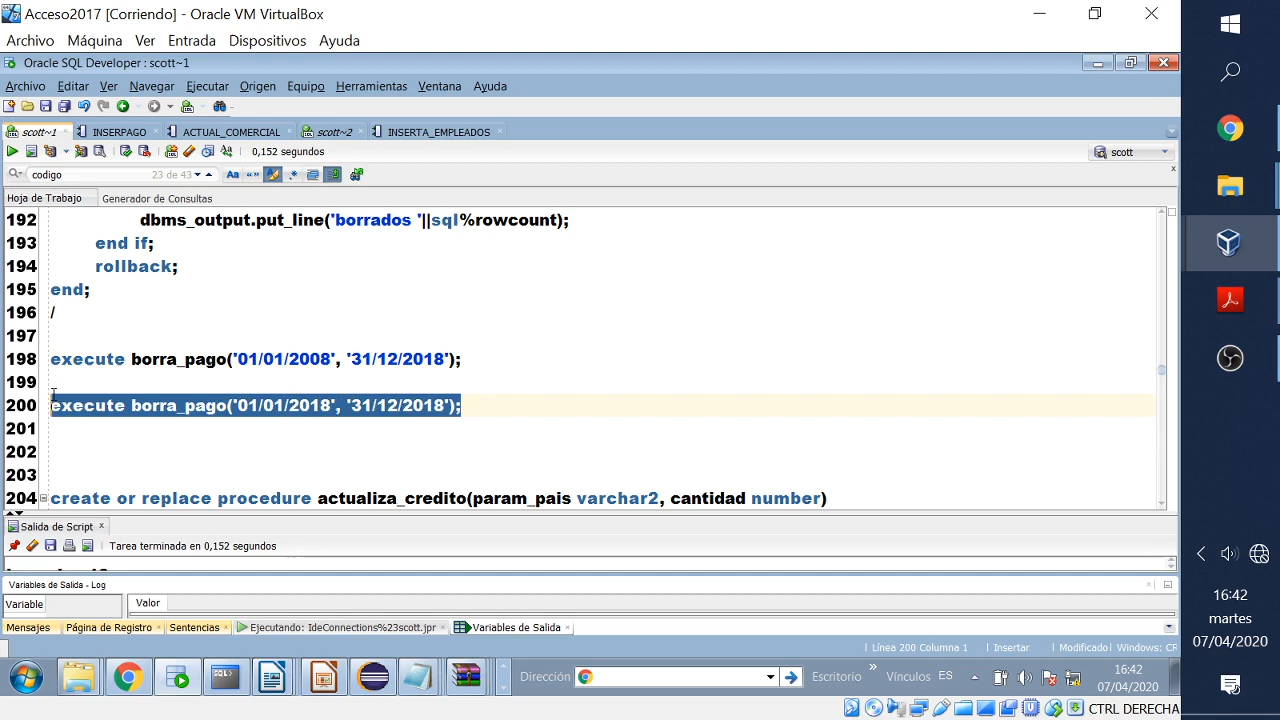 Acceso2017 [Corriendo] - Oracle VM VirtualBox
Archivo Máquina Ver Entrada Dispositivos Ayuda
Oracle SQL Developer : scott~1
Archivo Editar Ver Navegar Ejecutar Origen Equipo Herramientas Ventana Ayuda
scott~1 INSERPAGO ACTUAL_COMERCIAL scott~2 INSERTA_EMPLEADOS
0,152 segundos scott
codigo 23 de 43
Hoja de Trabajo Generador de Consultas
192 dbms_output.put_line('borrados '||sql%rowcount);
193 end if;
194 rollback;
195 end;
196 /
197
198 execute borra_pago('01/01/2008', '31/12/2018');
199
200 execute borra_pago('01/01/2018', '31/12/2018');
201
202
203
204 create or replace procedure actualiza_credito(param_pais varchar2, cantidad number)
Salida de Script
Tarea terminada en 0,152 segundos
Variables de Salida - Log
Variable Valor
Mensajes Página de Registro Sentencias Ejecutando: IdeConnections%23scott.jpr Variables de Salida
Línea 200 Columna 1 Insertar Modificado Windows: CR
Dirección Escritorio Vínculos ES 16:42
07/04/2020
CTRL DERECHA
16:42
martes
07/04/2020